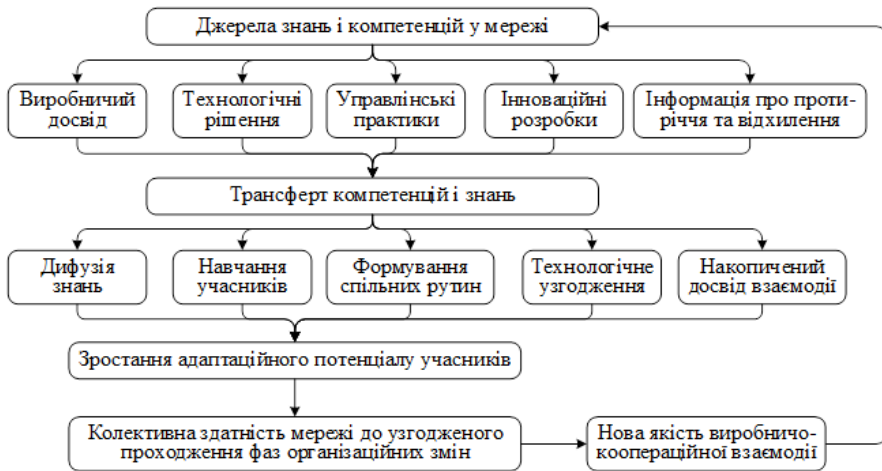 Джерела знань і компетенцій у мережі
Виробничий
досвід
Технологічні
рішення
Управлінські
практики
Інноваційні
розробки
Інформація про проти-
річчя та відхилення
Трансферт компетенцій і знань
Дифузія
знань
Навчання
учасників
Формування
спільних рутин
Технологічне
узгодження
Накопичений
досвід взаємодії
Зростання адаптаційного потенціалу учасників
Колективна здатність мережі до узгодженого
проходження фаз організаційних змін
Нова якість виробничо-
коопераційної взаємодії